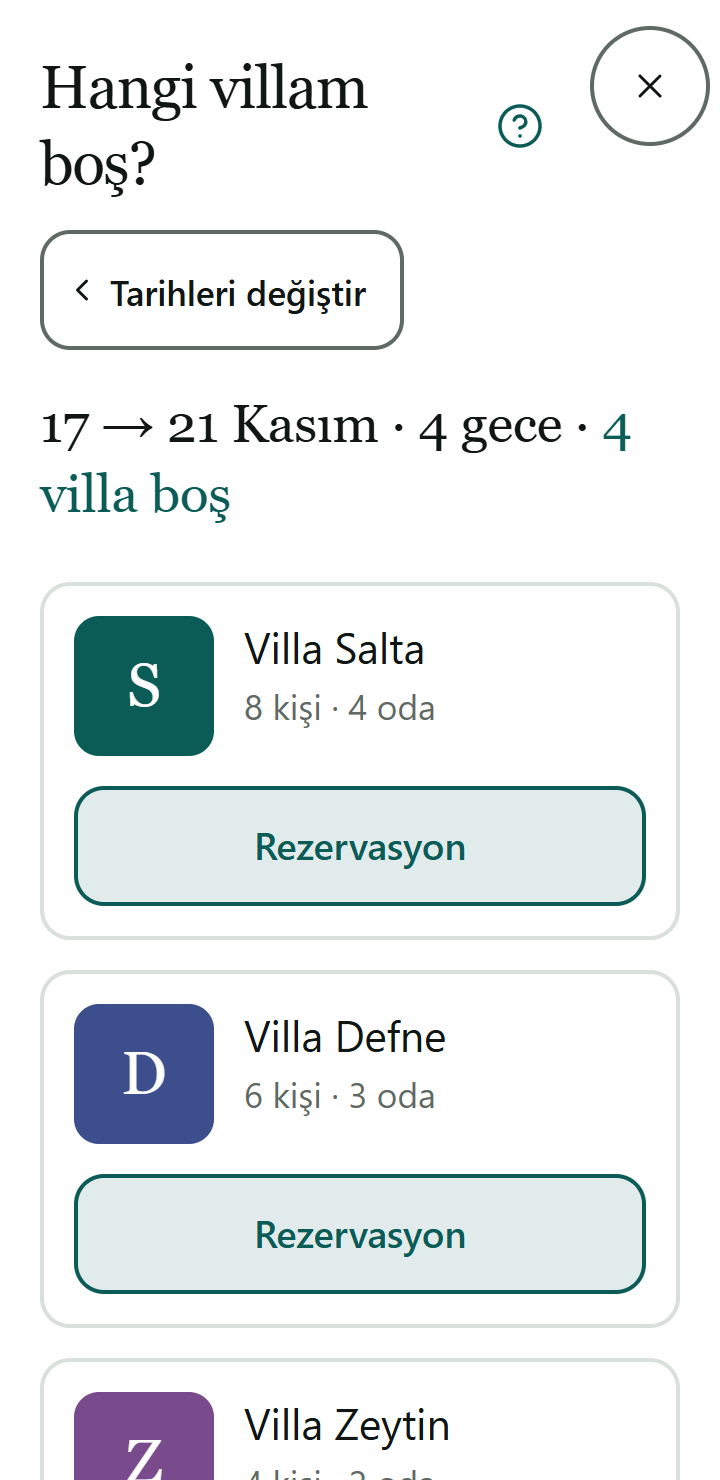 Hangi villam
boş?
Tarihleri değiştir
17 → 21 Kasım · 4 gece · 4
villa boş
S
Villa Salta
8 kişi · 4 oda
Rezervasyon
D
Villa Defne
6 kişi · 3 oda
Rezervasyon
Z
Villa Zeytin